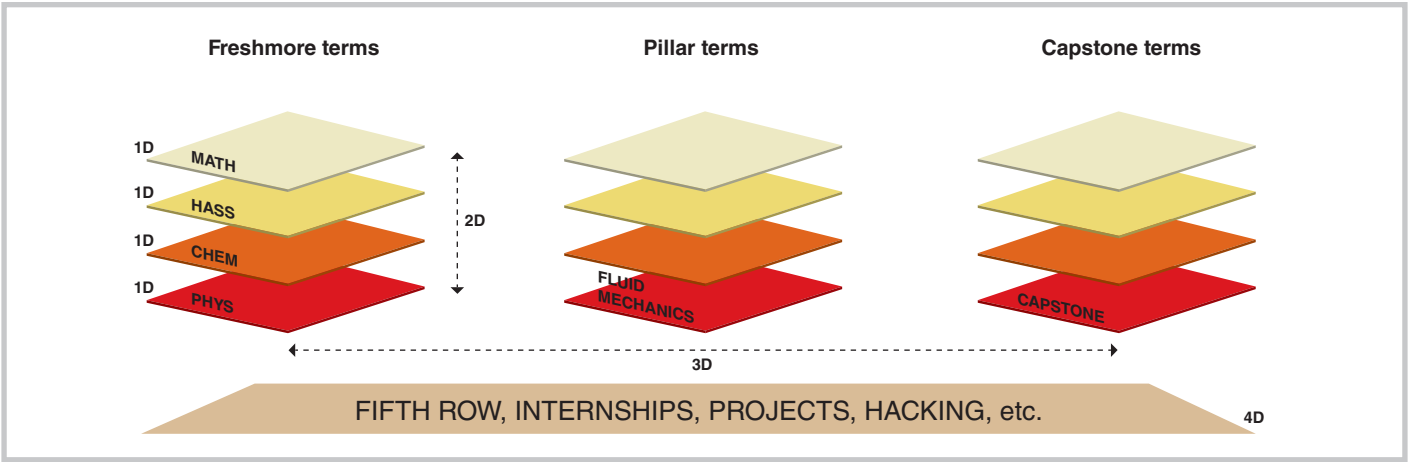 Freshmore terms
Pillar terms
Capstone terms
1D
MATH
1D
HASS
1D
CHEM
1D
PHYS
2D
FLUID
MECHANICS
CAPSTONE
3D
FIFTH ROW, INTERNSHIPS, PROJECTS, HACKING, etc.
4D